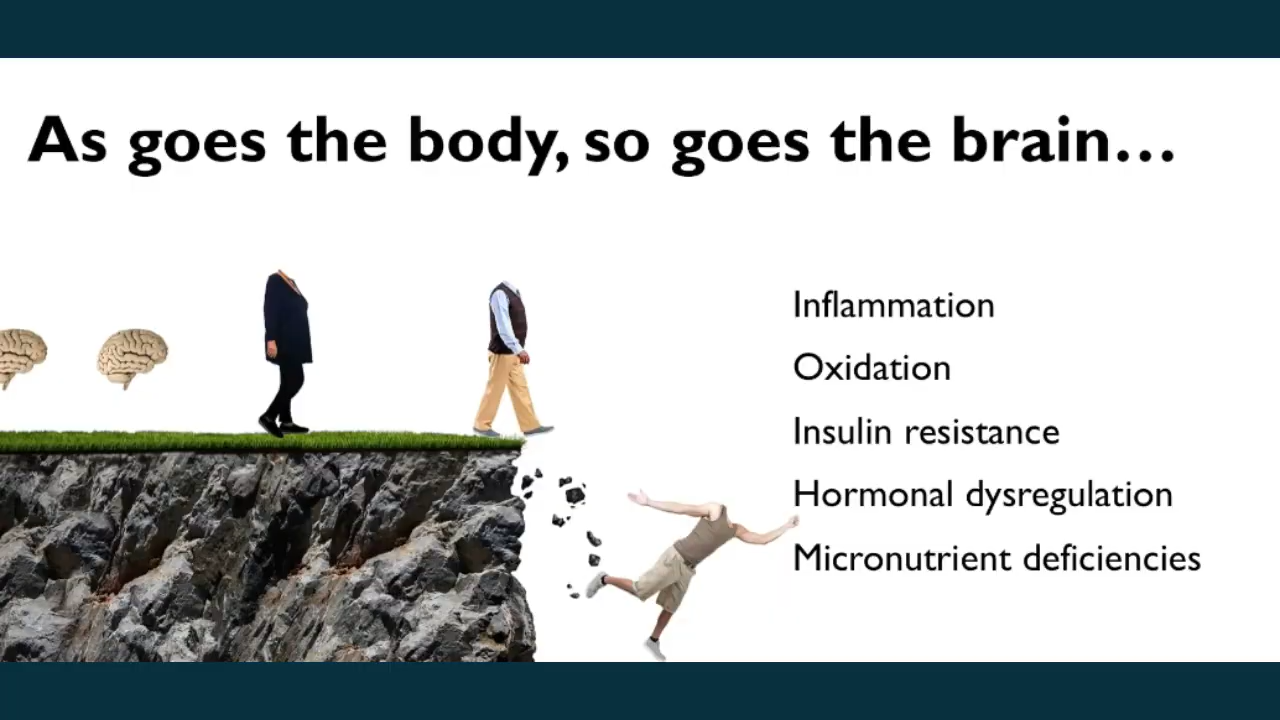 As goes the body, so goes the brain…
Inflammation
Oxidation
Insulin resistance
Hormonal dysregulation
Micronutrient deficiencies